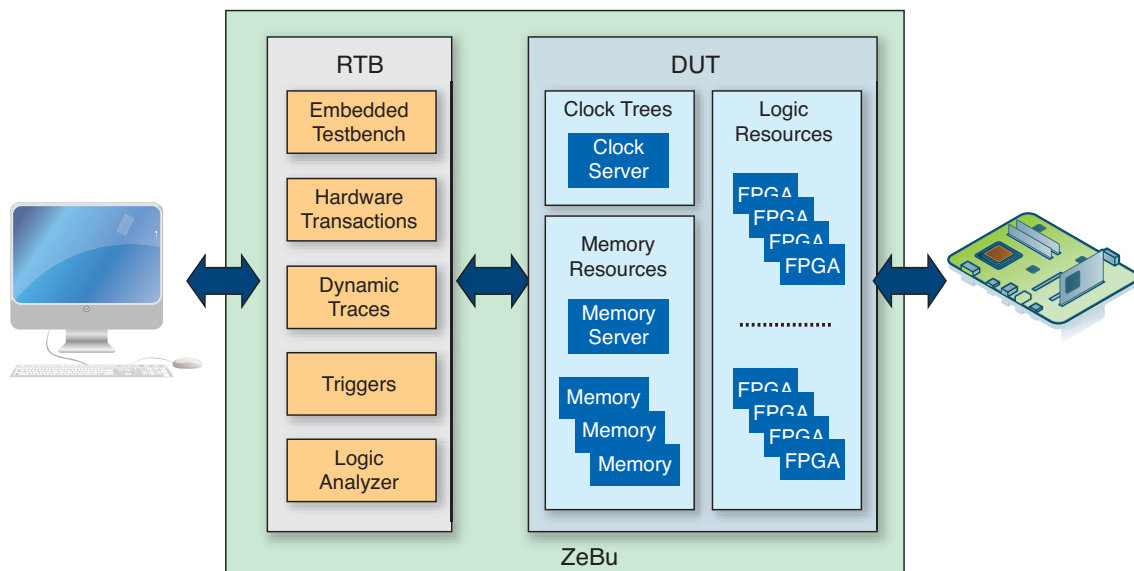 RTB
Embedded
Testbench
Hardware
Transactions
Dynamic
Traces
Triggers
Logic
Analyzer
DUT
Clock Trees
Clock
Server
Memory
Resources
Memory
Server
Memory
Memory
Memory
Logic
Resources
FPGA
FPGA
FPGA
FPGA
FPGA
FPGA
FPGA
FPGA
ZeBu